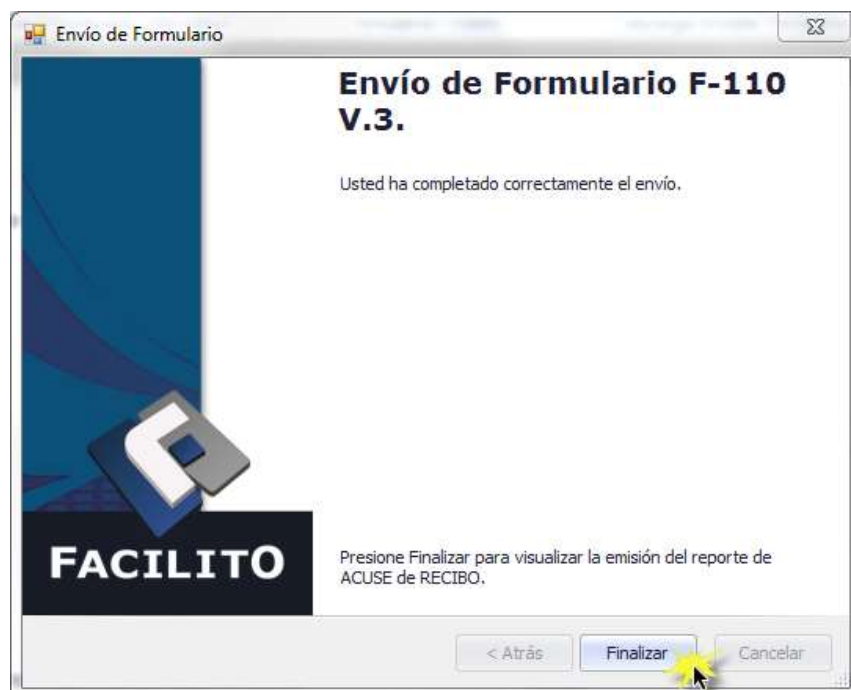 Envío de Formulario
Envío de Formulario F-110
V.3.
Usted ha completado correctamente el envío.
FACILITO
Presione Finalizar para visualizar la emisión del reporte de
ACUSE de RECIBO.
< Atrás
Finalizar
Cancelar